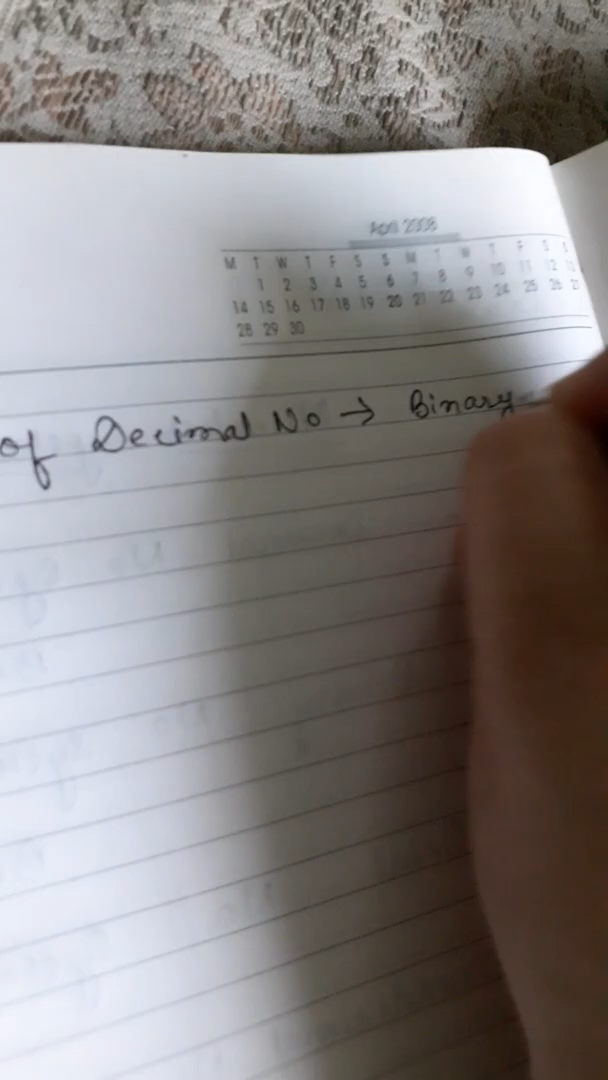 April 2008
M T W T F S S M T W T F S S
1 2 3 4 5 6 7 8 9 10 11 12 13
14 15 16 17 18 19 20 21 22 23 24 25 26 27
28 29 30
of Decimal No → Binary